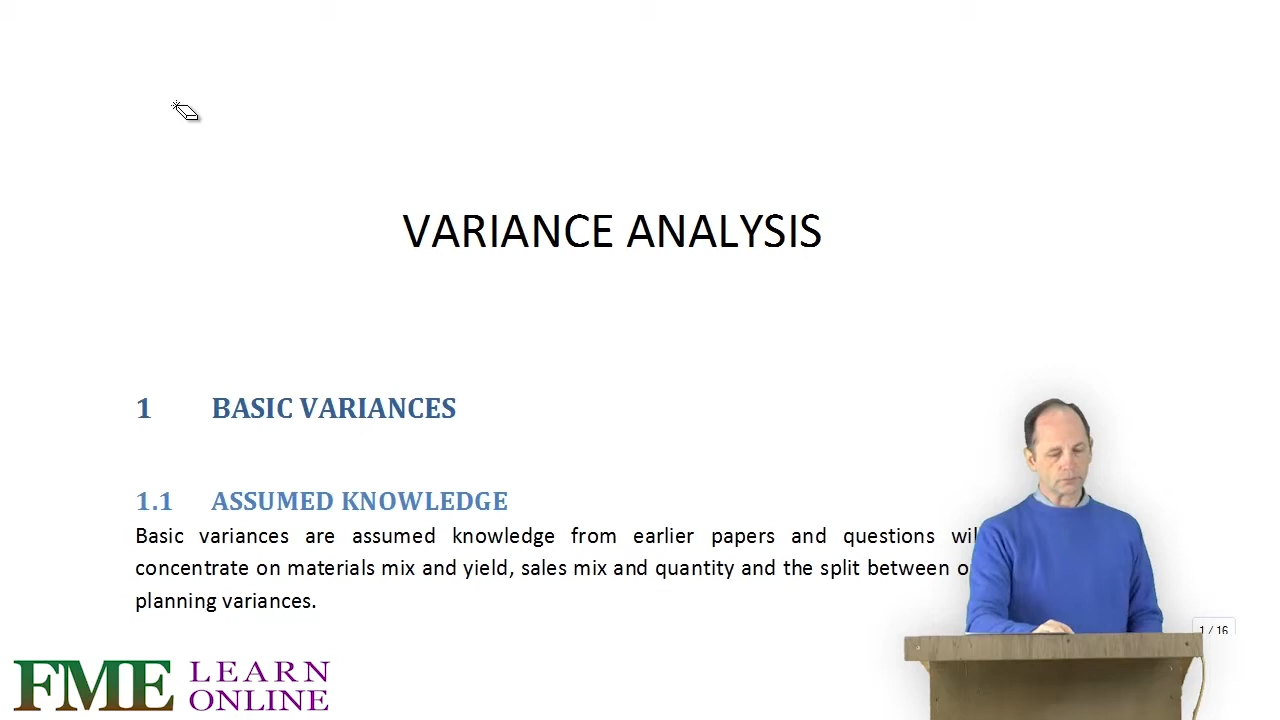 VARIANCE ANALYSIS
1 BASIC VARIANCES
1.1 ASSUMED KNOWLEDGE
Basic variances are assumed knowledge from earlier papers and questions
concentrate on materials mix and yield, sales mix and quantity and the split between
planning variances.
1 / 16
FME LEARN
ONLINE